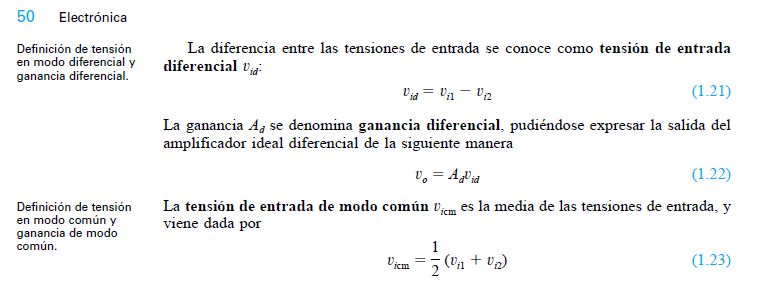 50 Electrónica
Definición de tensión
en modo diferencial y
ganancia diferencial.
La diferencia entre las tensiones de entrada se conoce como tensión de entrada
diferencial v_id:
v_id = v_i1 − v_i2 (1.21)
La ganancia A_d se denomina ganancia diferencial, pudiéndose expresar la salida del
amplificador ideal diferencial de la siguiente manera
v_o = A_d v_id (1.22)
Definición de tensión
en modo común y
ganancia de modo
común.
La tensión de entrada de modo común v_icm es la media de las tensiones de entrada, y
viene dada por
v_icm = 1/2 (v_i1 + v_i2) (1.23)